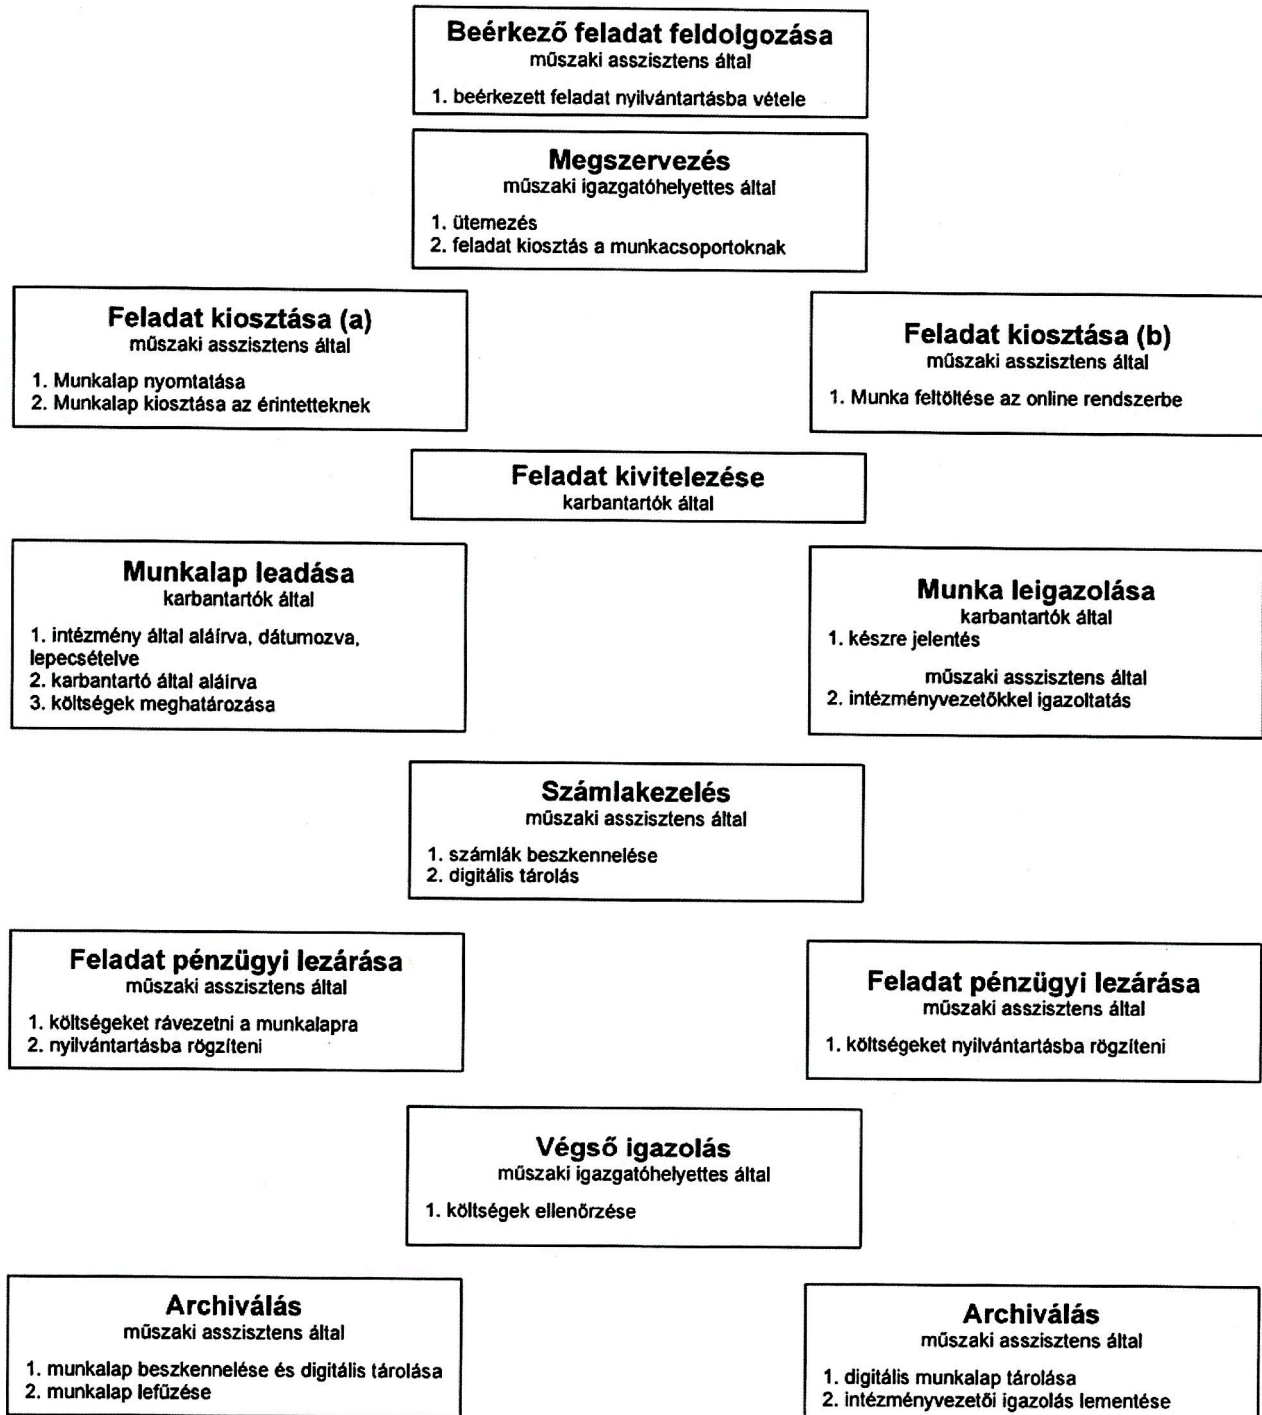 Beérkező feladat feldolgozása
műszaki asszisztens által
1. beérkezett feladat nyilvántartásba vétele
Megszervezés
műszaki igazgatóhelyettes által
1. ütemezés
2. feladat kiosztás a munkacsoportoknak
Feladat kiosztása (a)
műszaki asszisztens által
1. Munkalap nyomtatása
2. Munkalap kiosztása az érintetteknek
Feladat kiosztása (b)
műszaki asszisztens által
1. Munka feltöltése az online rendszerbe
Feladat kivitelezése
karbantartók által
Munkalap leadása
karbantartók által
1. intézmény által aláírva, dátumozva,
lepecsételve
2. karbantartó által aláírva
3. költségek meghatározása
Munka leigazolása
karbantartók által
1. készre jelentés
műszaki asszisztens által
2. intézményvezetőkkel igazoltatás
Számlakezelés
műszaki asszisztens által
1. számlák beszkennelése
2. digitális tárolás
Feladat pénzügyi lezárása
műszaki asszisztens által
1. költségeket rávezetni a munkalapra
2. nyilvántartásba rögzíteni
Feladat pénzügyi lezárása
műszaki asszisztens által
1. költségeket nyilvántartásba rögzíteni
Végső igazolás
műszaki igazgatóhelyettes által
1. költségek ellenőrzése
Archiválás
műszaki asszisztens által
1. munkalap beszkennelése és digitális tárolása
2. munkalap lefűzése
Archiválás
műszaki asszisztens által
1. digitális munkalap tárolása
2. intézményvezetői igazolás lementése